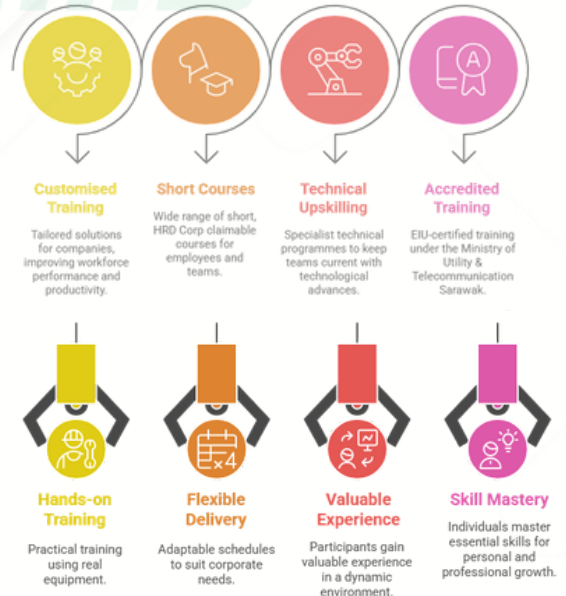 Customised
Training
Tailored solutions
for companies,
improving workforce
performance and
productivity.
Short Courses
Wide range of short,
HRD Corp claimable
courses for
employees and
teams.
Technical
Upskilling
Specialist technical
programmes to keep
teams current with
technological
advances.
A
Accredited
Training
EIU-certified training
under the Ministry of
Utility &
Telecommunication
Sarawak.
Hands-on
Training
Practical training
using real
equipment.
x4
Flexible
Delivery
Adaptable schedules
to suit corporate
needs.
Valuable
Experience
Participants gain
valuable experience
in a dynamic
environment.
Skill Mastery
Individuals master
essential skills for
personal and
professional growth.